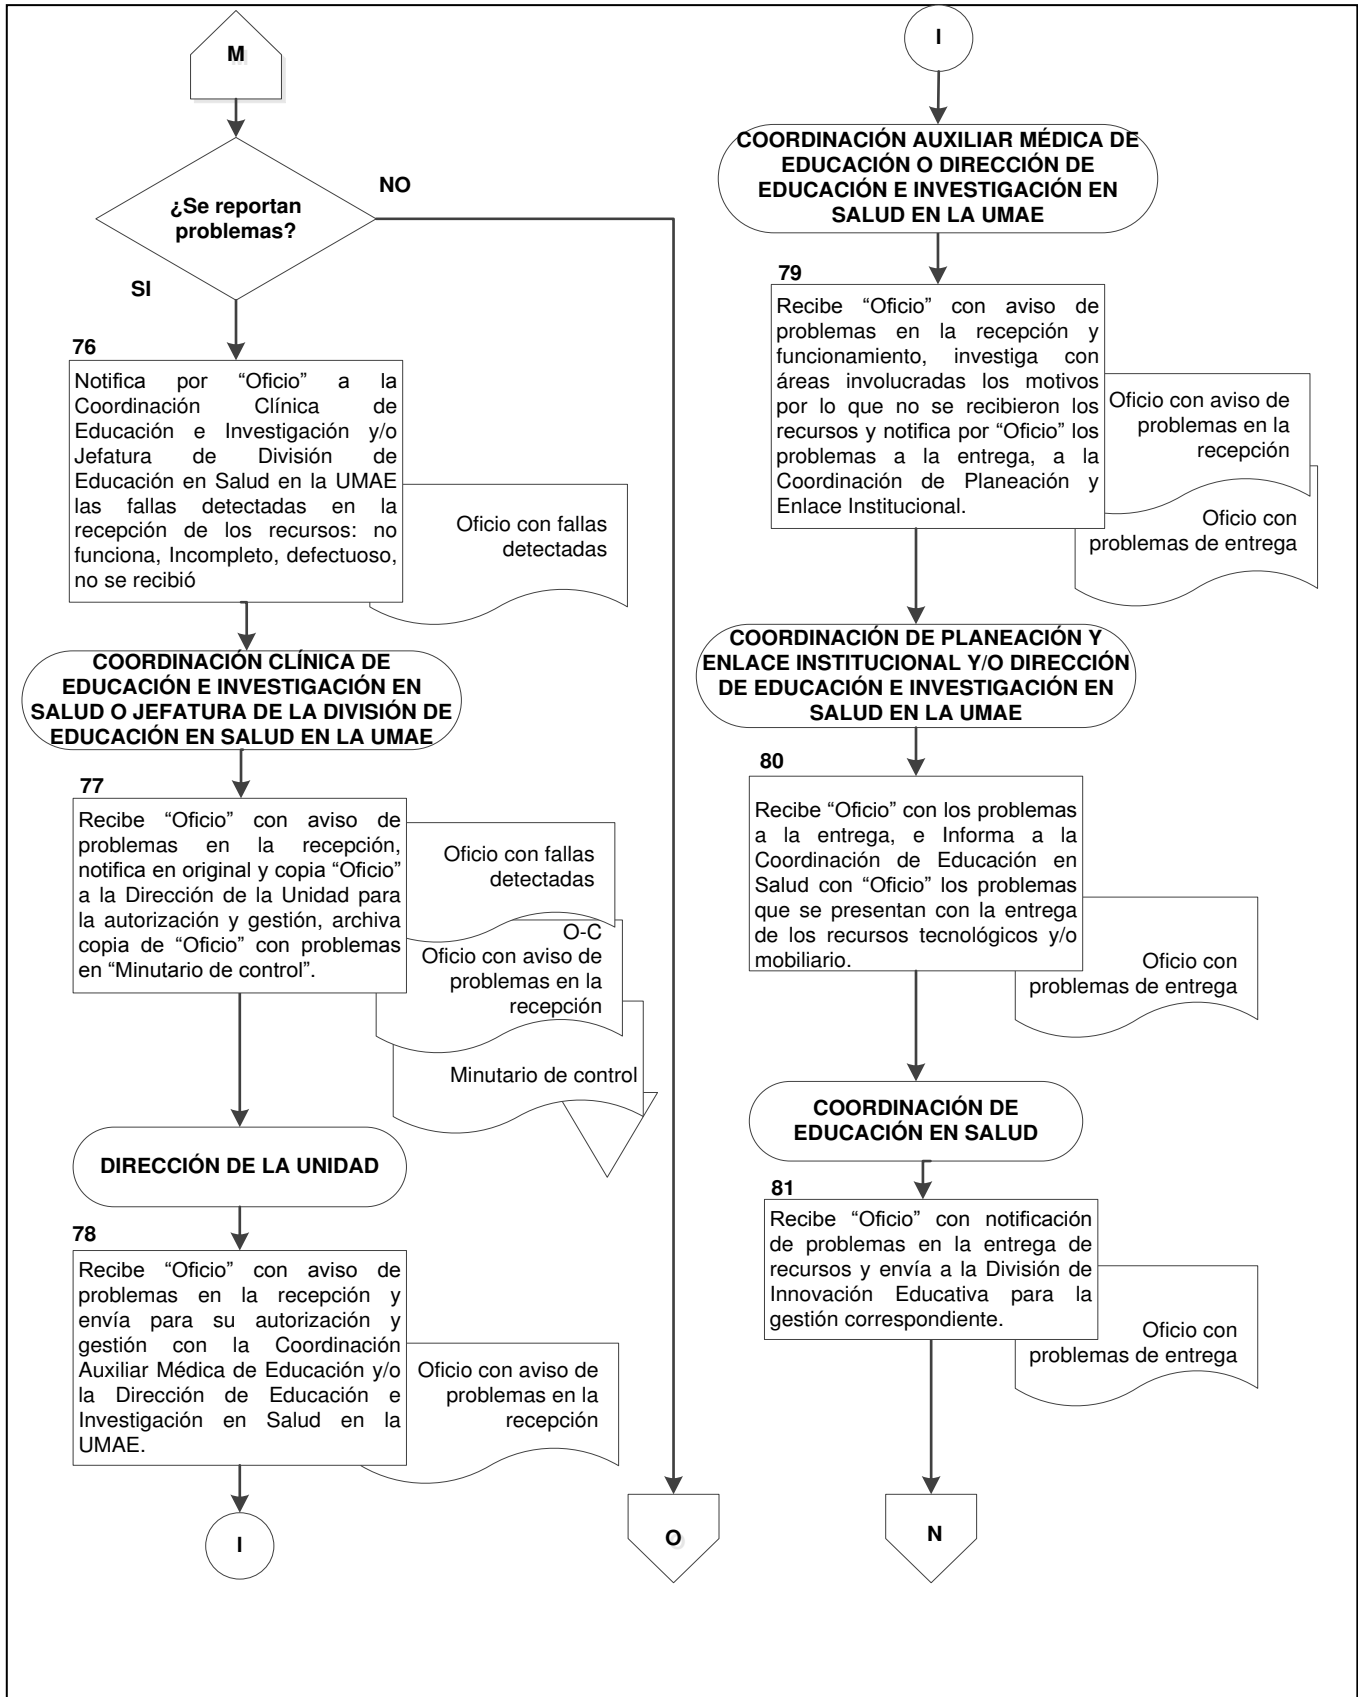 M
¿Se reportan
problemas?
NO
SI
76
Notifica por “Oficio” a la
Coordinación Clínica de
Educación e Investigación y/o
Jefatura de División de
Educación en Salud en la UMAE
las fallas detectadas en la
recepción de los recursos: no
funciona, Incompleto, defectuoso,
no se recibió
Oficio con fallas
detectadas
COORDINACIÓN CLÍNICA DE
EDUCACIÓN E INVESTIGACIÓN EN
SALUD O JEFATURA DE LA DIVISIÓN DE
EDUCACIÓN EN SALUD EN LA UMAE
77
Recibe “Oficio” con aviso de
problemas en la recepción,
notifica en original y copia “Oficio”
a la Dirección de la Unidad para
la autorización y gestión, archiva
copia de “Oficio” con problemas
en “Minutario de control”.
Oficio con fallas
detectadas
O-C
Oficio con aviso de
problemas en la
recepción
Minutario de control
DIRECCIÓN DE LA UNIDAD
78
Recibe “Oficio” con aviso de
problemas en la recepción y
envía para su autorización y
gestión con la Coordinación
Auxiliar Médica de Educación y/o
la Dirección de Educación e
Investigación en Salud en la
UMAE.
Oficio con aviso de
problemas en la
recepción
I
O
I
COORDINACIÓN AUXILIAR MÉDICA DE
EDUCACIÓN O DIRECCIÓN DE
EDUCACIÓN E INVESTIGACIÓN EN
SALUD EN LA UMAE
79
Recibe “Oficio” con aviso de
problemas en la recepción y
funcionamiento, investiga con
áreas involucradas los motivos
por lo que no se recibieron los
recursos y notifica por “Oficio” los
problemas a la entrega, a la
Coordinación de Planeación y
Enlace Institucional.
Oficio con aviso de
problemas en la
recepción
Oficio con
problemas de entrega
COORDINACIÓN DE PLANEACIÓN Y
ENLACE INSTITUCIONAL Y/O DIRECCIÓN
DE EDUCACIÓN E INVESTIGACIÓN EN
SALUD EN LA UMAE
80
Recibe “Oficio” con los problemas
a la entrega, e Informa a la
Coordinación de Educación en
Salud con “Oficio” los problemas
que se presentan con la entrega
de los recursos tecnológicos y/o
mobiliario.
Oficio con
problemas de entrega
COORDINACIÓN DE
EDUCACIÓN EN SALUD
81
Recibe “Oficio” con notificación
de problemas en la entrega de
recursos y envía a la División de
Innovación Educativa para la
gestión correspondiente.
Oficio con
problemas de entrega
N